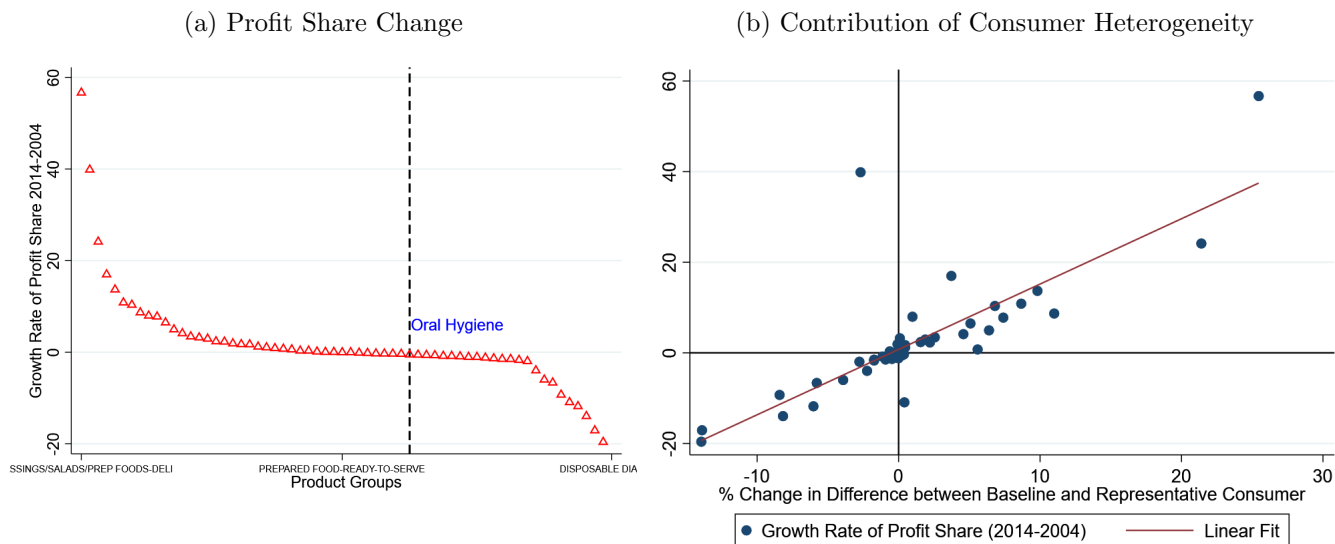 (a) Profit Share Change
Growth Rate of Profit Share 2014-2004
60
40
20
0
-20
Oral Hygiene
SSINGS/SALADS/PREP FOODS-DELI
PREPARED FOOD-READY-TO-SERVE
DISPOSABLE DIA
Product Groups
(b) Contribution of Consumer Heterogeneity
60
40
20
0
-20
-10
0
10
20
30
% Change in Difference between Baseline and Representative Consumer
Growth Rate of Profit Share (2014-2004)
Linear Fit